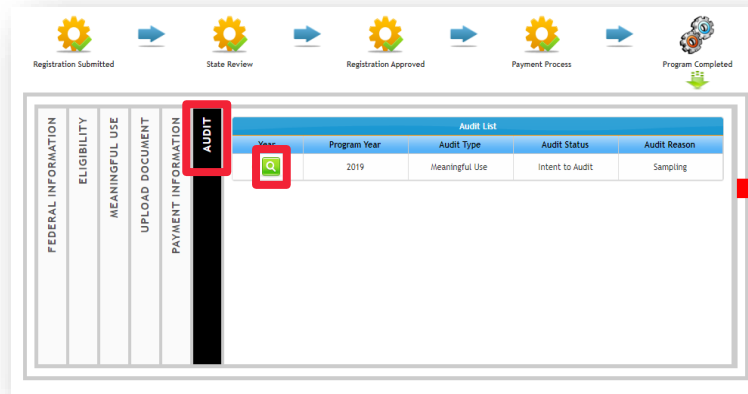 Registration Submitted
State Review
Registration Approved
Payment Process
Program Completed
FEDERAL INFORMATION
ELIGIBILITY
MEANINGFUL USE
UPLOAD DOCUMENT
PAYMENT INFORMATION
AUDIT
Audit List
Year Program Year Audit Type Audit Status Audit Reason
2019 Meaningful Use Intent to Audit Sampling